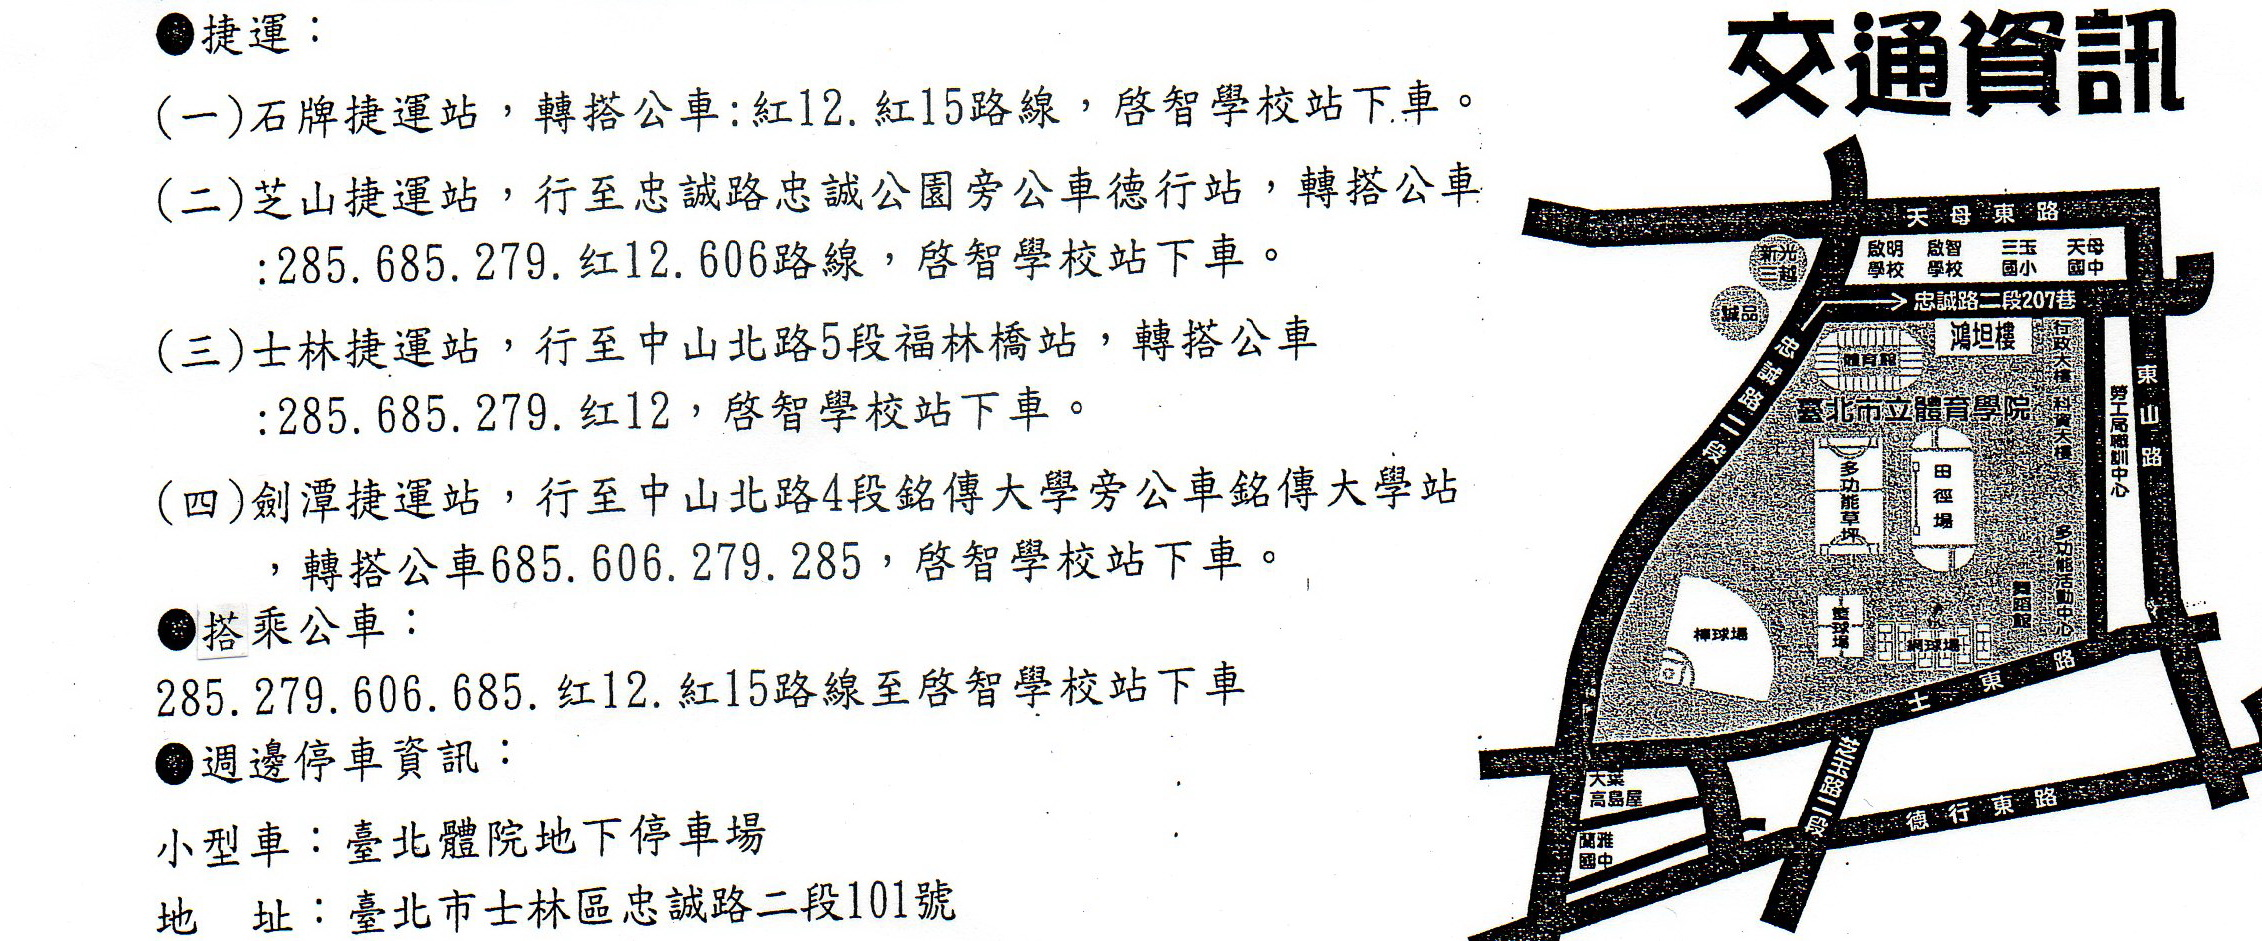 ●捷運：
(一)石牌捷運站，轉搭公車:紅12.紅15路線，啓智學校站下車。
(二)芝山捷運站，行至忠誠路忠誠公園旁公車德行站，轉搭公車
:285.685.279.红12.606路線，啓智學校站下車。
(三)士林捷運站，行至中山北路5段福林橋站，轉搭公車
:285.685.279.红12，啓智學校站下車。
(四)劍潭捷運站，行至中山北路4段銘傳大學旁公車銘傳大學站
，轉搭公車685.606.279.285，啓智學校站下車。
●搭乘公車：
285.279.606.685.红12.紅15路線至啓智學校站下車
●週邊停車資訊：
小型車：臺北體院地下停車場
地　址：臺北市士林區忠誠路二段101號
交通資訊
天母東路
新光
三越
啟明
學校
啟智
學校
三玉
國小
天母
國中
誠品
忠誠路二段207巷
鴻坦樓
體育館
行政大樓
忠誠路二段
東山路
臺北市立體育學院
科資大樓
勞工局職訓中心
多功能草坪
田徑場
多功能活動中心
舞蹈館
棒球場
籃球場
網球場
士東路
大葉
高島屋
芝玉路二段
德行東路
蘭雅
國中